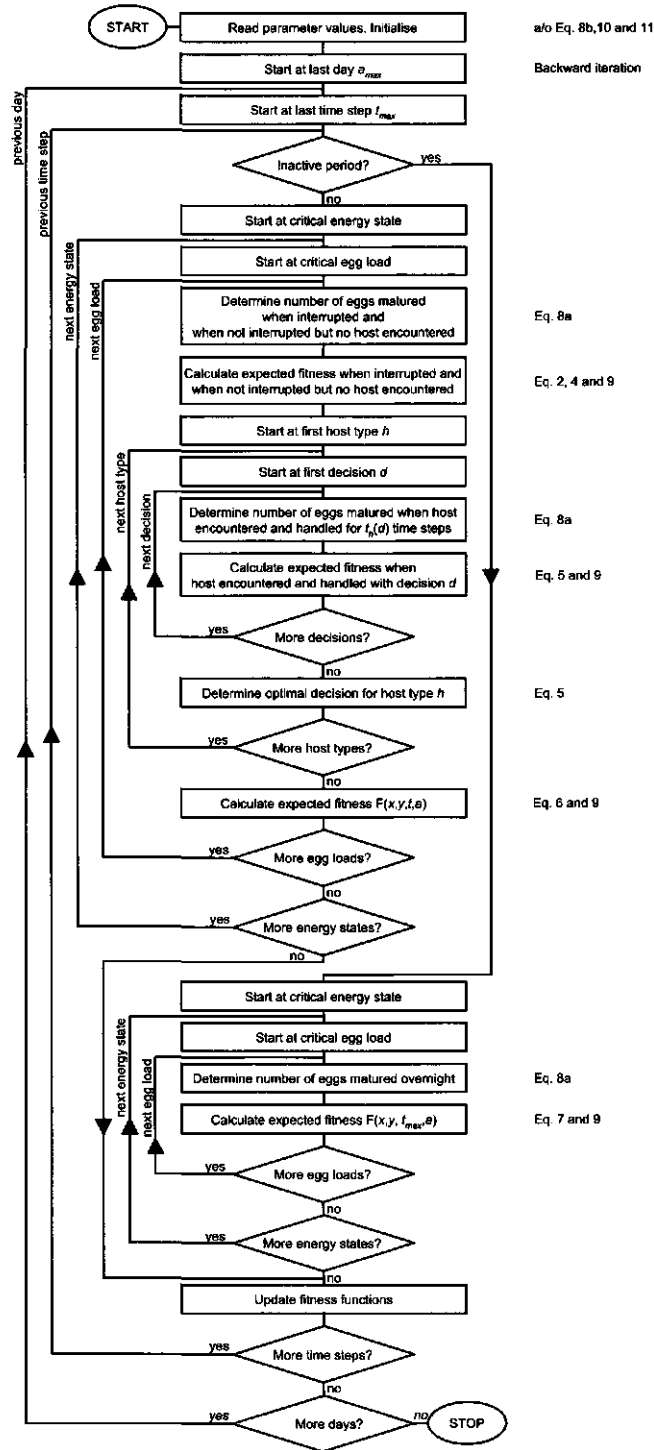 START
Read parameter values. Initialise
a/o Eq. 8b,10 and 11
Start at last day a_max
Backward iteration
previous day
Start at last time step t_max
previous time step
Inactive period?
yes
no
Start at critical energy state
next energy state
Start at critical egg load
next egg load
Determine number of eggs matured
when interrupted and
when not interrupted but no host encountered
Eq. 8a
Calculate expected fitness when interrupted and
when not interrupted but no host encountered
Eq. 2, 4 and 9
Start at first host type h
next host type
Start at first decision d
next decision
Determine number of eggs matured when host
encountered and handled for t_h(d) time steps
Eq. 8a
Calculate expected fitness when
host encountered and handled with decision d
Eq. 5 and 9
yes
More decisions?
no
Determine optimal decision for host type h
Eq. 5
yes
More host types?
no
Calculate expected fitness F(x,y,t,a)
Eq. 6 and 9
yes
More egg loads?
no
yes
More energy states?
no
Start at critical energy state
next energy state
Start at critical egg load
next egg load
Determine number of eggs matured overnight
Eq. 8a
Calculate expected fitness F(x,y, t_max,a)
Eq. 7 and 9
yes
More egg loads?
no
yes
More energy states?
no
Update fitness functions
yes
More time steps?
no
yes
More days?
no
STOP